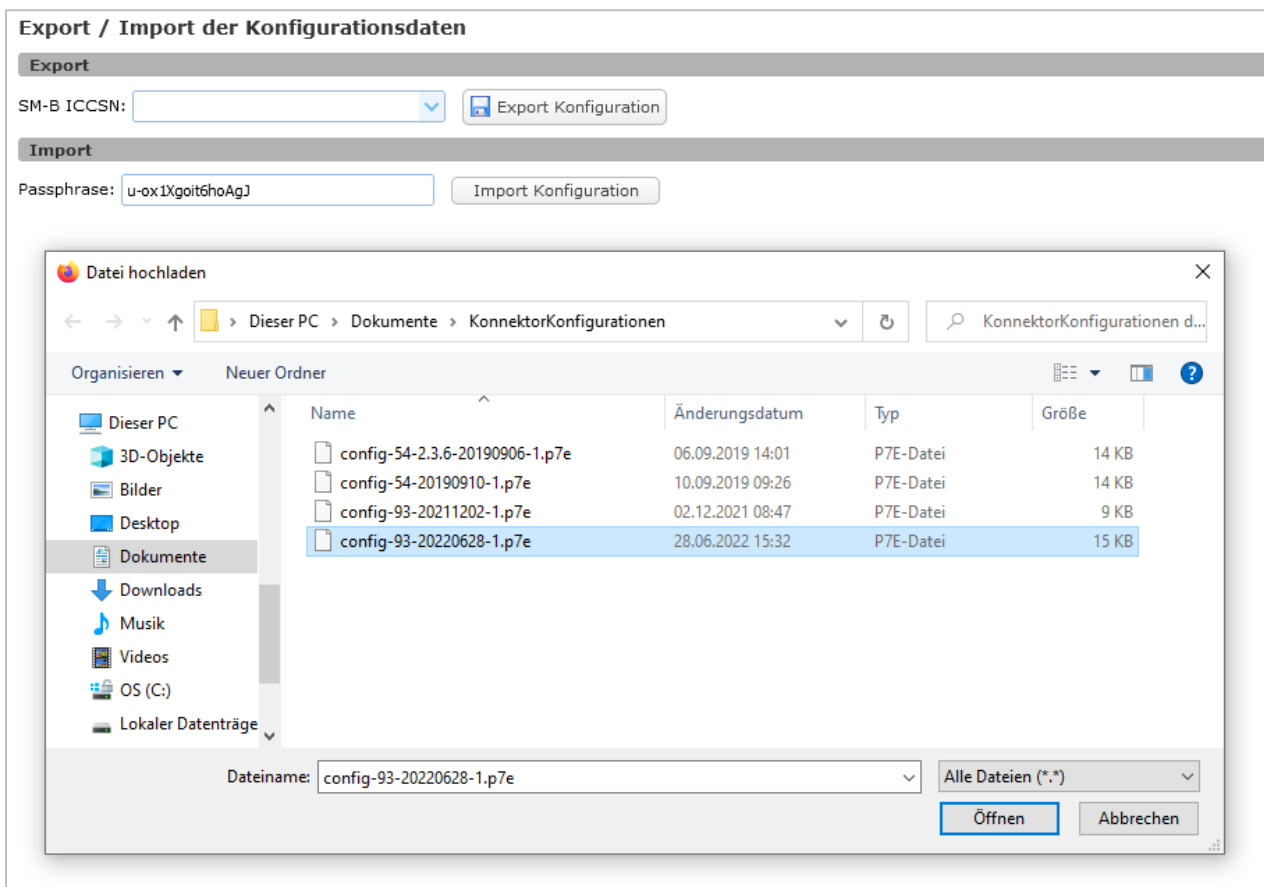 Export / Import der Konfigurationsdaten
Export
SM-B ICCSN: Export Konfiguration
Import
Passphrase: u-ox1Xgoit6hoAgJ Import Konfiguration
Datei hochladen
Dieser PC > Dokumente > KonnektorKonfigurationen KonnektorKonfigurationen d...
Organisieren Neuer Ordner
Dieser PC Name Änderungsdatum Typ Größe
3D-Objekte config-54-2.3.6-20190906-1.p7e 06.09.2019 14:01 P7E-Datei 14 KB
Bilder config-54-20190910-1.p7e 10.09.2019 09:26 P7E-Datei 14 KB
Desktop config-93-20211202-1.p7e 02.12.2021 08:47 P7E-Datei 9 KB
Dokumente config-93-20220628-1.p7e 28.06.2022 15:32 P7E-Datei 15 KB
Downloads
Musik
Videos
OS (C:)
Lokaler Datenträge
Dateiname: config-93-20220628-1.p7e Alle Dateien (*.*)
Öffnen Abbrechen